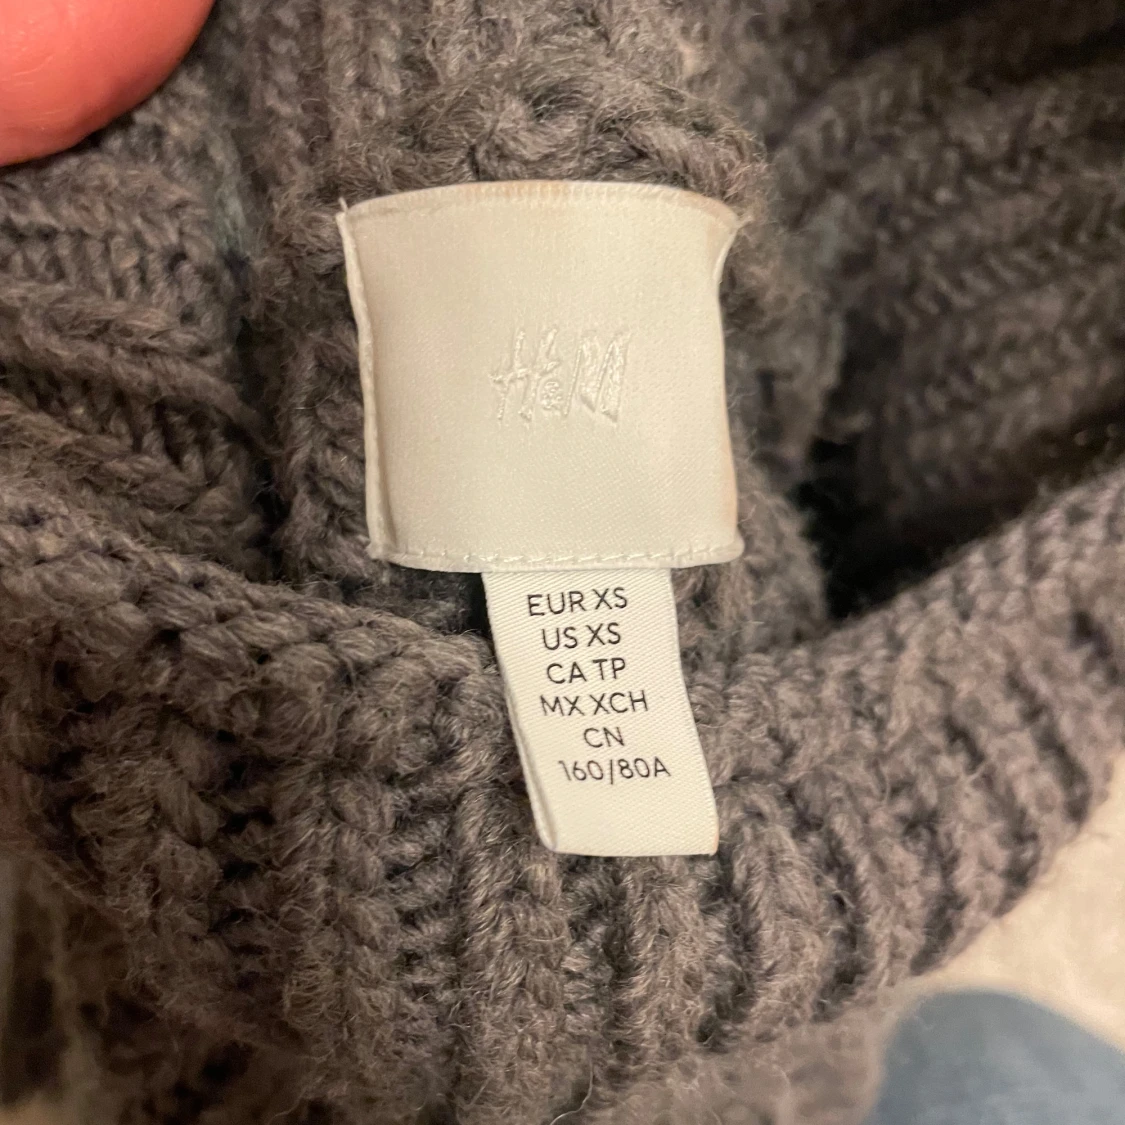 H&M
EUR XS
US XS
CA TP
MX XCH
CN
160/80A